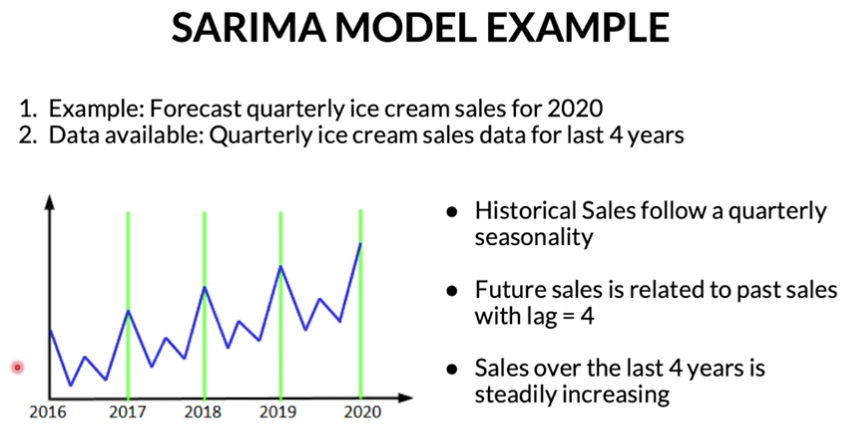 SARIMA MODEL EXAMPLE
1. Example: Forecast quarterly ice cream sales for 2020
2. Data available: Quarterly ice cream sales data for last 4 years
● Historical Sales follow a quarterly
seasonality
● Future sales is related to past sales
with lag = 4
● Sales over the last 4 years is
steadily increasing
2016 2017 2018 2019 2020